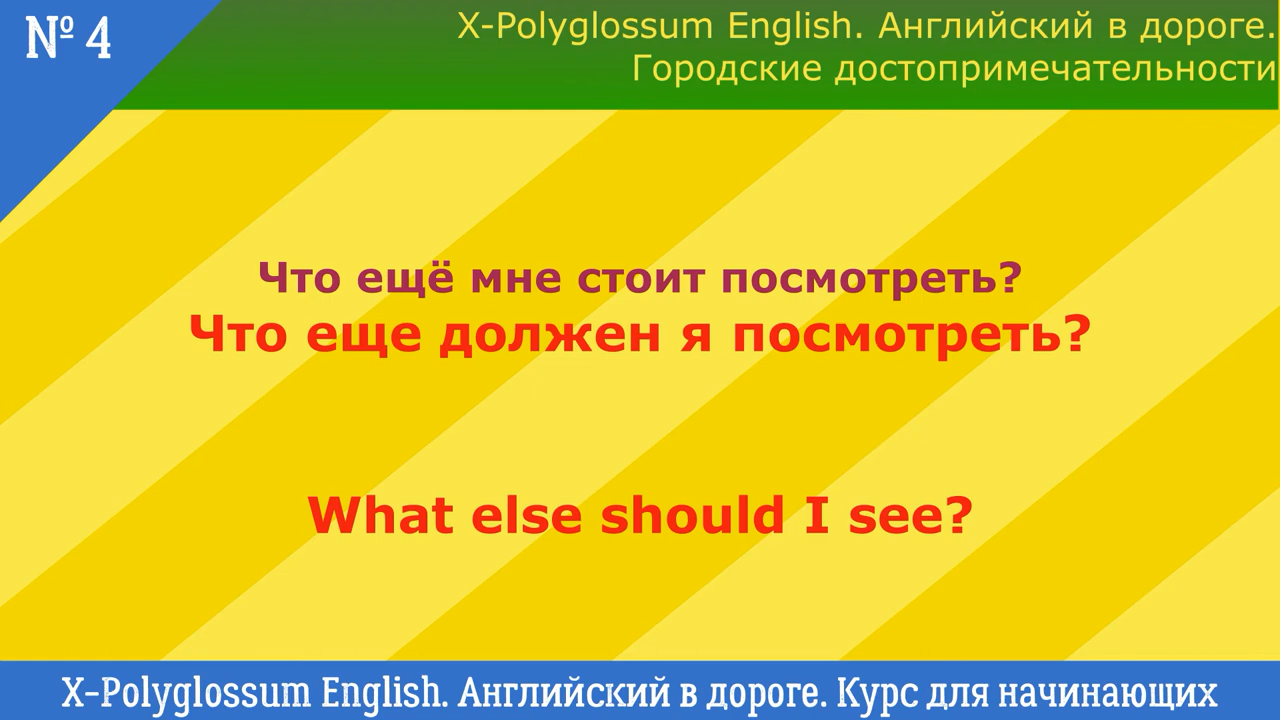 № 4
X-Polyglossum English. Английский в дороге.
Городские достопримечательности
Что ещё мне стоит посмотреть?
Что еще должен я посмотреть?
What else should I see?
X-Polyglossum English. Английский в дороге. Курс для начинающих